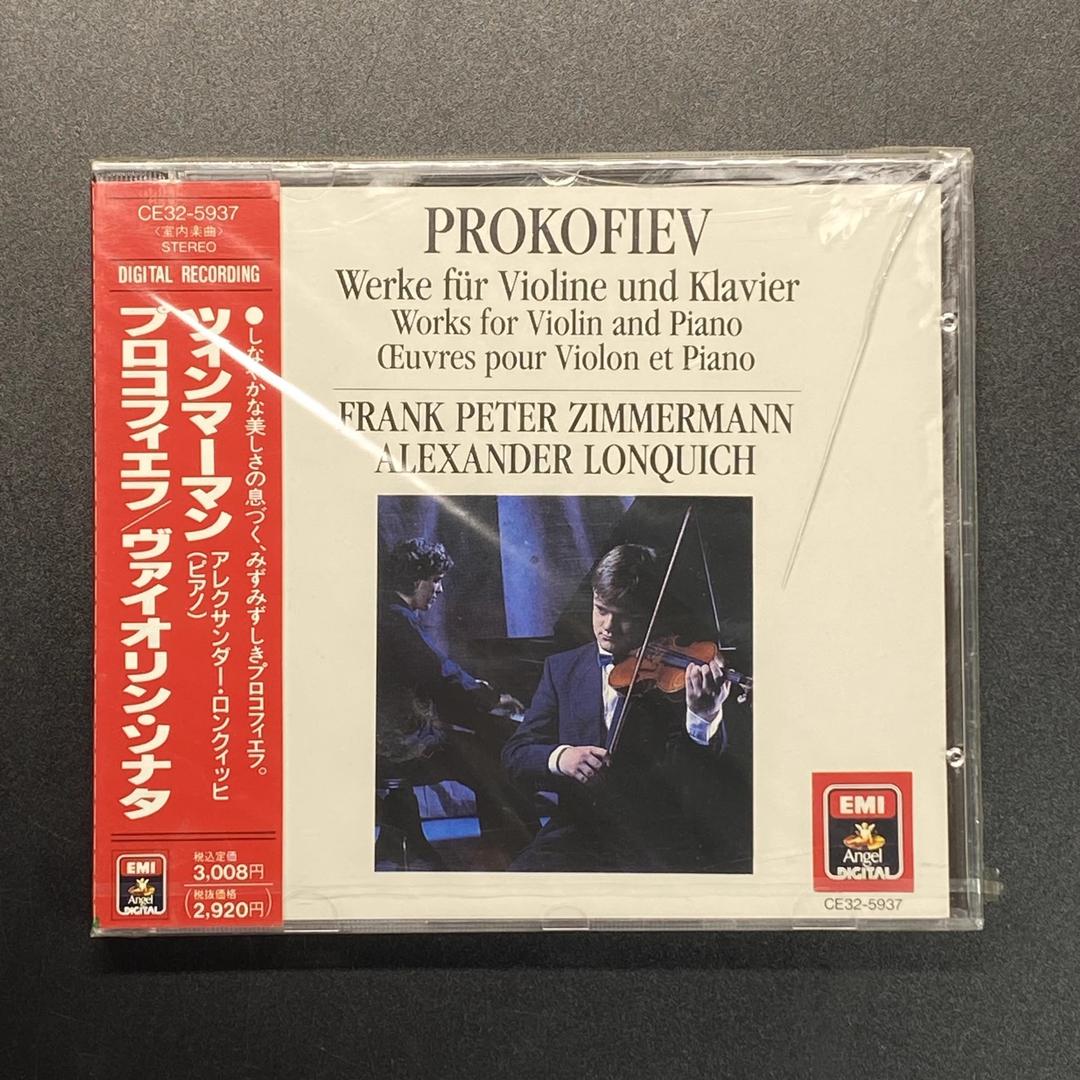 CE32-5937
〈室内楽曲〉
STEREO
DIGITAL RECORDING
●しなやかな美しさの息づく、みずみずしきプロコフィエフ。
ツィンマーマン
アレクサンダー・ロンクィッヒ
(ピアノ)
プロコフィエフ/ヴァイオリン・ソナタ
EMI
Angel
DIGITAL
税込定価
3,008円
(税抜価格
2,920円)
PROKOFIEV
Werke für Violine und Klavier
Works for Violin and Piano
Œuvres pour Violon et Piano
FRANK PETER ZIMMERMANN
ALEXANDER LONQUICH
EMI
Angel
DIGITAL
CE32-5937